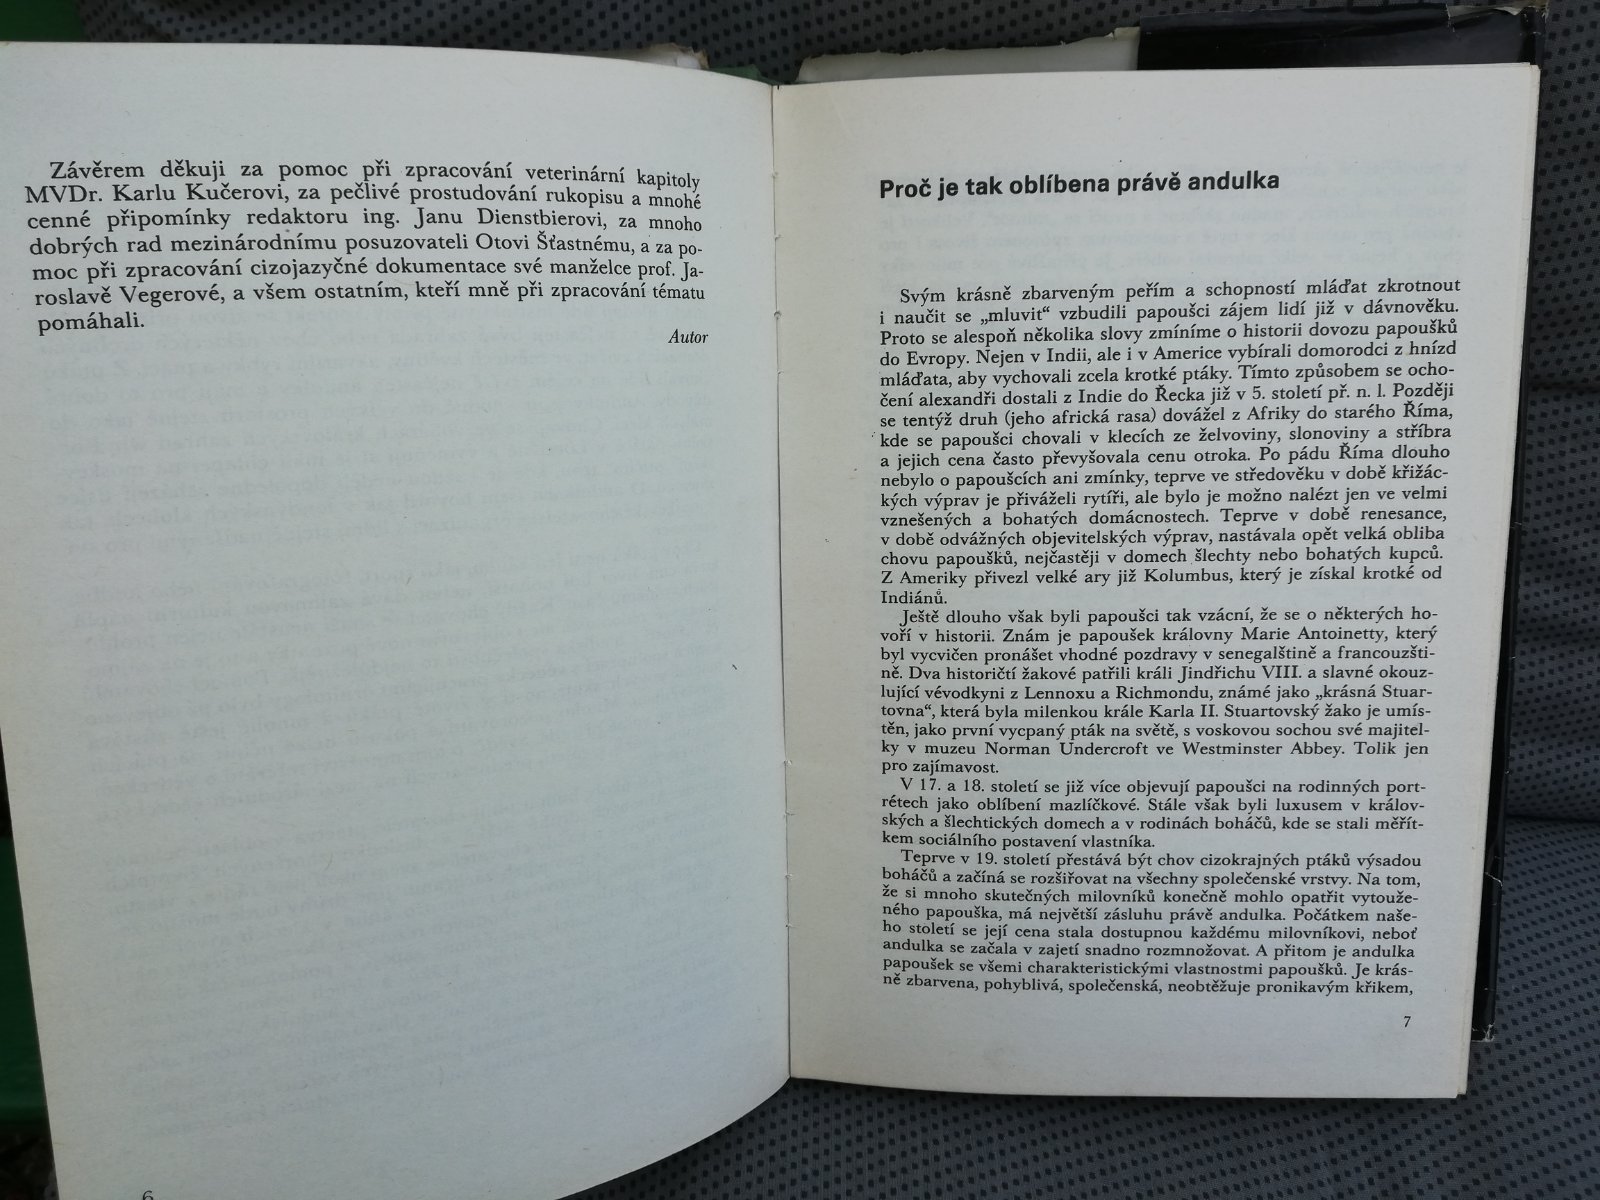 Závěrem děkuji za pomoc při zpracování veterinární kapitoly
MVDr. Karlu Kučerovi, za pečlivé prostudování rukopisu a mnohé
cenné připomínky redaktoru ing. Janu Dienstbierovi, za mnoho
dobrých rad mezinárodnímu posuzovateli Otovi Šťastnému, a za po-
moc při zpracování cizojazyčné dokumentace své manželce prof. Ja-
roslavě Vegerové, a všem ostatním, kteří mně při zpracování tématu
pomáhali.
Autor
6
Proč je tak oblíbena právě andulka
Svým krásně zbarveným peřím a schopností mláďat zkrotnout
i naučit se „mluvit“ vzbudili papoušci zájem lidí již v dávnověku.
Proto se alespoň několika slovy zmíníme o historii dovozu papoušků
do Evropy. Nejen v Indii, ale i v Americe vybírali domorodci z hnízd
mláďata, aby vychovali zcela krotké ptáky. Tímto způsobem se ocho-
čení alexandři dostali z Indie do Řecka již v 5. století př. n. l. Později
se tentýž druh (jeho africká rasa) dovážel z Afriky do starého Říma,
kde se papoušci chovali v klecích ze želvoviny, slonoviny a stříbra
a jejich cena často převyšovala cenu otroka. Po pádu Říma dlouho
nebylo o papoušcích ani zmínky, teprve ve středověku v době křižác-
kých výprav je přiváželi rytíři, ale bylo je možno nalézt jen ve velmi
vznešených a bohatých domácnostech. Teprve v době renesance,
v době odvážných objevitelských výprav, nastávala opět velká obliba
chovu papoušků, nejčastěji v domech šlechty nebo bohatých kupců.
Z Ameriky přivezl velké ary již Kolumbus, který je získal krotké od
Indiánů.
Ještě dlouho však byli papoušci tak vzácní, že se o některých ho-
voří v historii. Znám je papoušek královny Marie Antoinetty, který
byl vycvičen pronášet vhodné pozdravy v senegalštině a francouzšti-
ně. Dva historičtí žakové patřili králi Jindřichu VIII. a slavné okouz-
lující vévodkyni z Lennoxu a Richmondu, známé jako „krásná Stuar-
tovna“, která byla milenkou krále Karla II. Stuartovský žako je umís-
těn, jako první vycpaný pták na světě, s voskovou sochou své majitel-
ky v muzeu Norman Undercroft ve Westminster Abbey. Tolik jen
pro zajímavost.
V 17. a 18. století se již více objevují papoušci na rodinných port-
rétech jako oblíbení mazlíčkové. Stále však byli luxusem v králov-
ských a šlechtických domech a v rodinách boháčů, kde se stali měřít-
kem sociálního postavení vlastníka.
Teprve v 19. století přestává být chov cizokrajných ptáků výsadou
boháčů a začíná se rozšiřovat na všechny společenské vrstvy. Na tom,
že si mnoho skutečných milovníků konečně mohlo opatřit vytouže-
ného papouška, má největší zásluhu právě andulka. Počátkem naše-
ho století se její cena stala dostupnou každému milovníkovi, neboť
andulka se začala v zajetí snadno rozmnožovat. A přitom je andulka
papoušek se všemi charakteristickými vlastnostmi papoušků. Je krás-
ně zbarvena, pohyblivá, společenská, neobtěžuje pronikavým křikem,
7